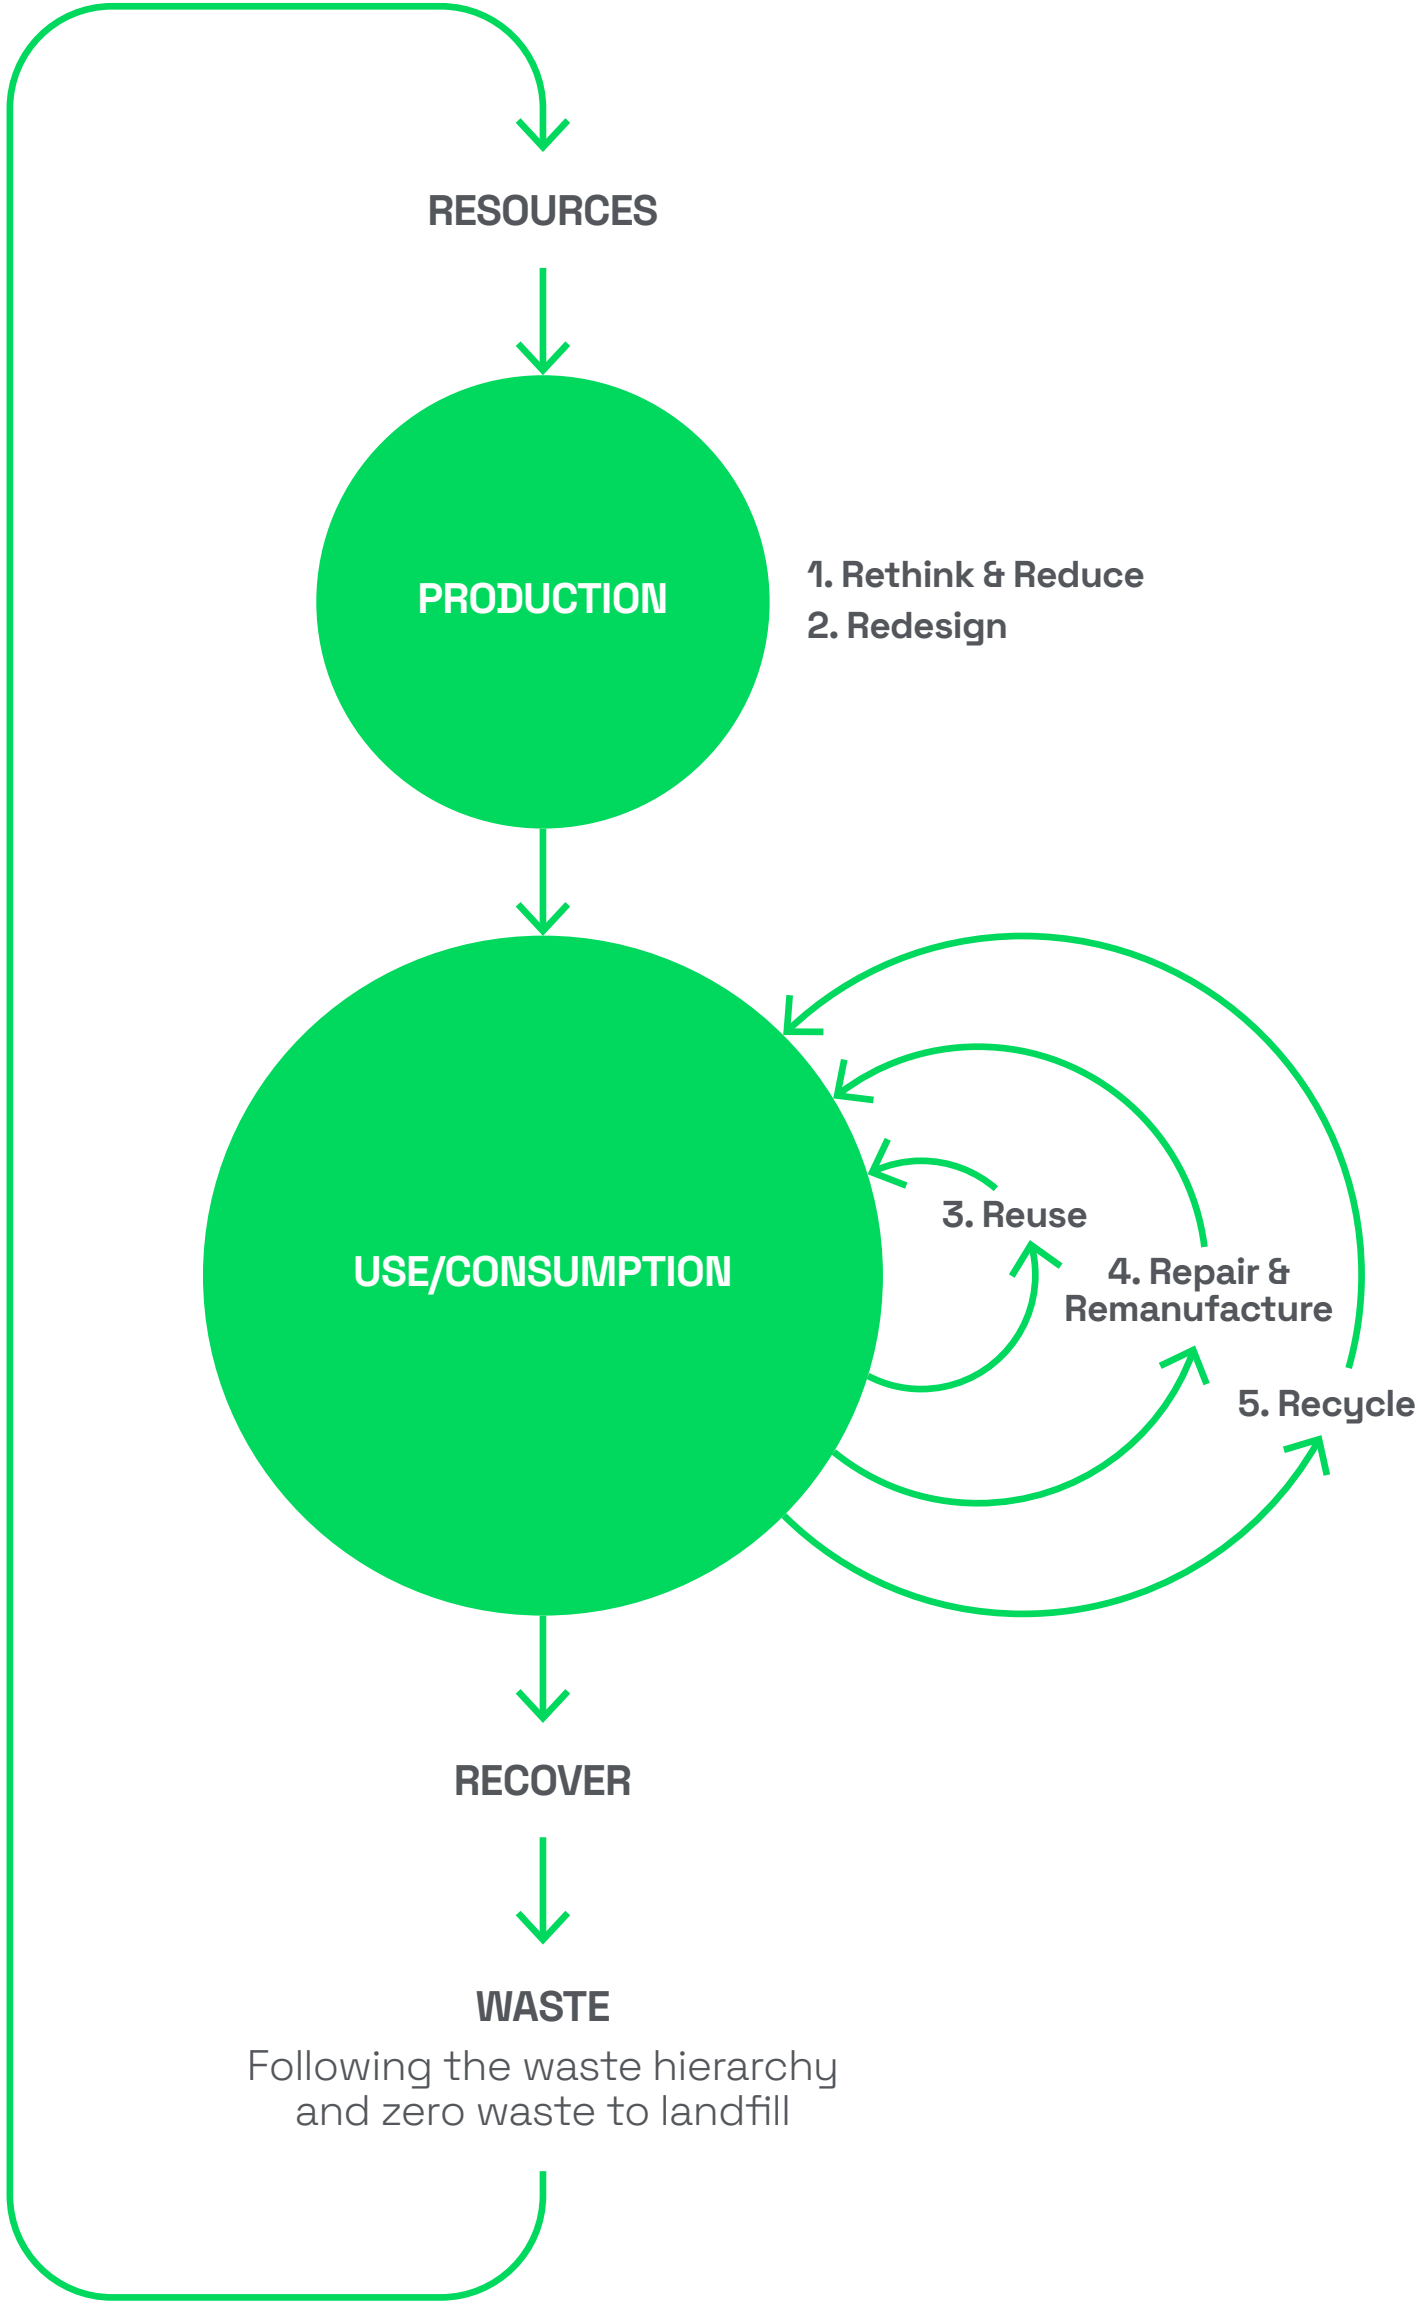 RESOURCES
PRODUCTION
1. Rethink & Reduce
2. Redesign
USE/CONSUMPTION
3. Reuse
4. Repair &
Remanufacture
5. Recycle
RECOVER
WASTE
Following the waste hierarchy
and zero waste to landfill